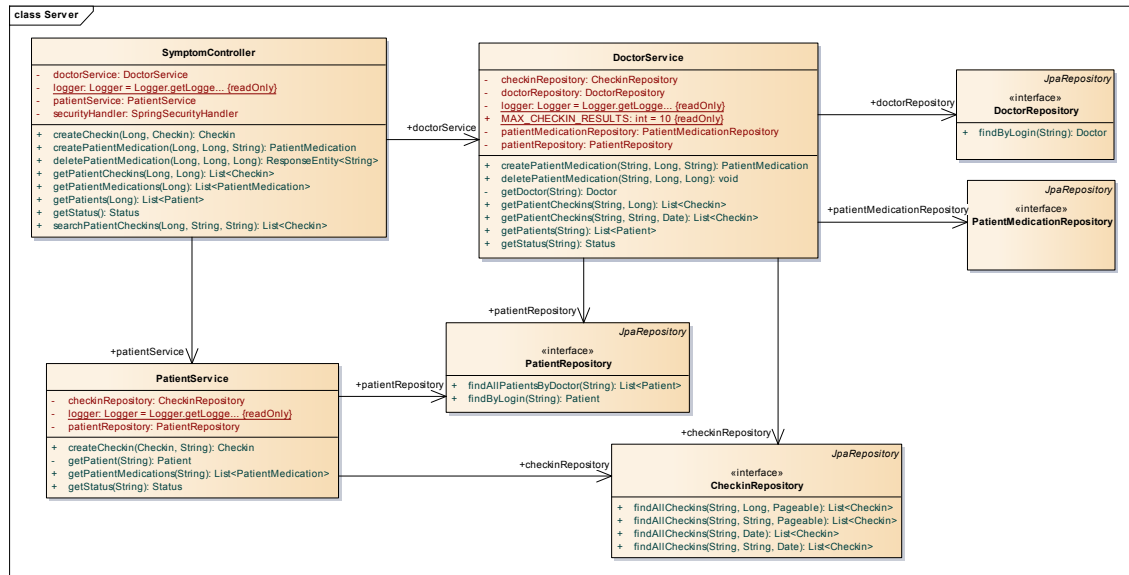 class Server
SymptomController
- doctorService: DoctorService
- logger: Logger = Logger.getLogge... {readOnly}
- patientService: PatientService
- securityHandler: SpringSecurityHandler
+ createCheckin(Long, Checkin): Checkin
+ createPatientMedication(Long, Long, String): PatientMedication
+ deletePatientMedication(Long, Long, Long): ResponseEntity<String>
+ getPatientCheckins(Long, Long): List<Checkin>
+ getPatientMedications(Long): List<PatientMedication>
+ getPatients(Long): List<Patient>
+ getStatus(): Status
+ searchPatientCheckins(Long, String, String): List<Checkin>
+doctorService
DoctorService
- checkinRepository: CheckinRepository
- doctorRepository: DoctorRepository
- logger: Logger = Logger.getLogge... {readOnly}
+ MAX_CHECKIN_RESULTS: int = 10 {readOnly}
- patientMedicationRepository: PatientMedicationRepository
- patientRepository: PatientRepository
+ createPatientMedication(String, Long, String): PatientMedication
+ deletePatientMedication(String, Long, Long): void
- getDoctor(String): Doctor
+ getPatientCheckins(String, Long): List<Checkin>
+ getPatientCheckins(String, String, Date): List<Checkin>
+ getPatients(String): List<Patient>
+ getStatus(String): Status
+doctorRepository
JpaRepository
«interface»
DoctorRepository
+ findByLogin(String): Doctor
+patientMedicationRepository
JpaRepository
«interface»
PatientMedicationRepository
+patientRepository
+patientService
PatientService
- checkinRepository: CheckinRepository
- logger: Logger = Logger.getLogge... {readOnly}
- patientRepository: PatientRepository
+ createCheckin(Checkin, String): Checkin
- getPatient(String): Patient
+ getPatientMedications(String): List<PatientMedication>
+ getStatus(String): Status
+patientRepository
JpaRepository
«interface»
PatientRepository
+ findAllPatientsByDoctor(String): List<Patient>
+ findByLogin(String): Patient
+checkinRepository
+checkinRepository
JpaRepository
«interface»
CheckinRepository
+ findAllCheckins(String, Long, Pageable): List<Checkin>
+ findAllCheckins(String, String, Pageable): List<Checkin>
+ findAllCheckins(String, Date): List<Checkin>
+ findAllCheckins(String, String, Date): List<Checkin>